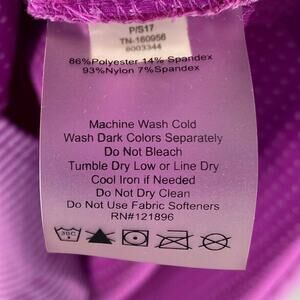 P/S17
TN-160956
8003344
86%Polyester 14% Spandex
93%Nylon 7%Spandex
Machine Wash Cold
Wash Dark Colors Separately
Do Not Bleach
Tumble Dry Low or Line Dry
Cool Iron if Needed
Do Not Dry Clean
Do Not Use Fabric Softeners
RN#121896
30C